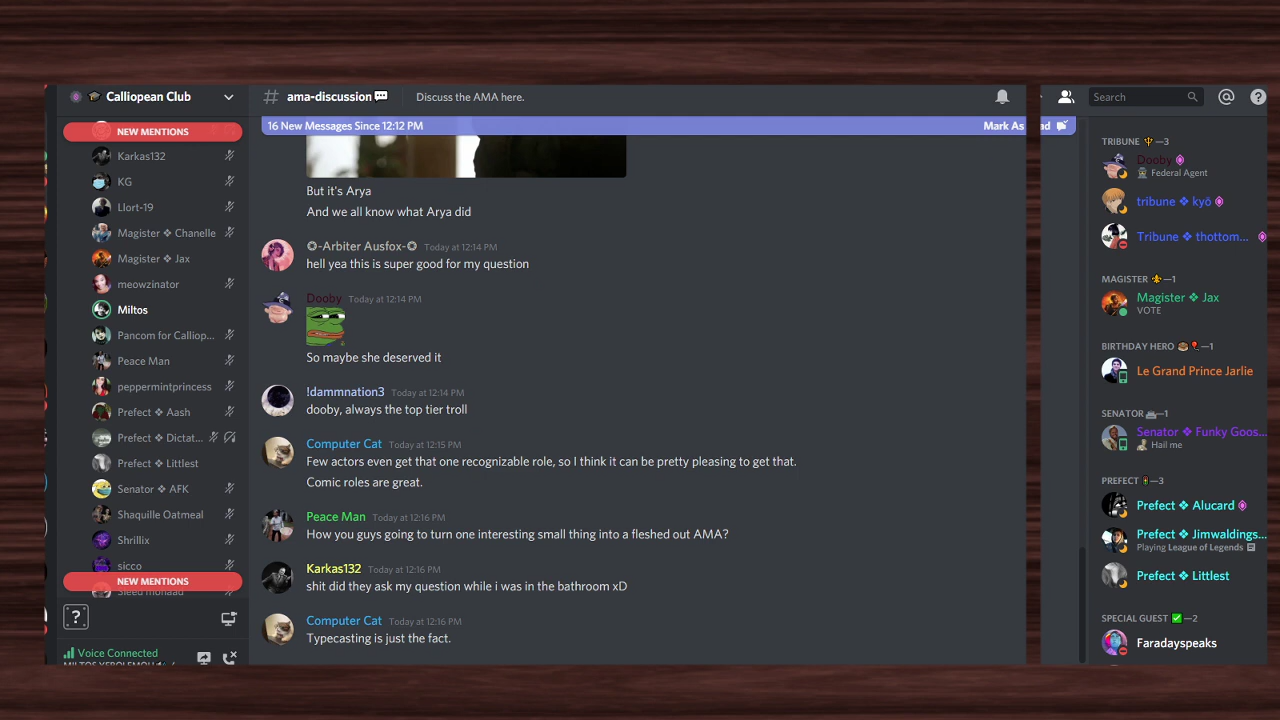 Calliopean Club
NEW MENTIONS
Karkas132
KG
Llort-19
Magister ❖ Chanelle
Magister ❖ Jax
meowzinator
Miltos
Pancom for Calliop...
Peace Man
peppermintprincess
Prefect ❖ Aash
Prefect ❖ Dictat...
Prefect ❖ Littlest
Senator ❖ AFK
Shaquille Oatmeal
Shrillix
sicco
NEW MENTIONS
?
Voice Connected
# ama-discussion
Discuss the AMA here.
16 New Messages Since 12:12 PM
Mark As
ad
But it's Arya
And we all know what Arya did
❂-Arbiter Ausfox-❂ Today at 12:14 PM
hell yea this is super good for my question
Dooby Today at 12:14 PM
So maybe she deserved it
!dammnation3 Today at 12:14 PM
dooby, always the top tier troll
Computer Cat Today at 12:15 PM
Few actors even get that one recognizable role, so I think it can be pretty pleasing to get that.
Comic roles are great.
Peace Man Today at 12:16 PM
How you guys going to turn one interesting small thing into a fleshed out AMA?
Karkas132 Today at 12:16 PM
shit did they ask my question while i was in the bathroom xD
Computer Cat Today at 12:16 PM
Typecasting is just the fact.
Search
TRIBUNE 🔱—3
Dooby
Federal Agent
tribune ❖ kyō
Tribune ❖ thottom...
MAGISTER ⚜—1
Magister ❖ Jax
VOTE
BIRTHDAY HERO 🎂🎈—1
Le Grand Prince Jarlie
SENATOR —1
Senator ❖ Funky Goos...
Hail me
PREFECT —3
Prefect ❖ Alucard
Prefect ❖ Jimwaldings...
Playing League of Legends
Prefect ❖ Littlest
SPECIAL GUEST ✅—2
Faradayspeaks